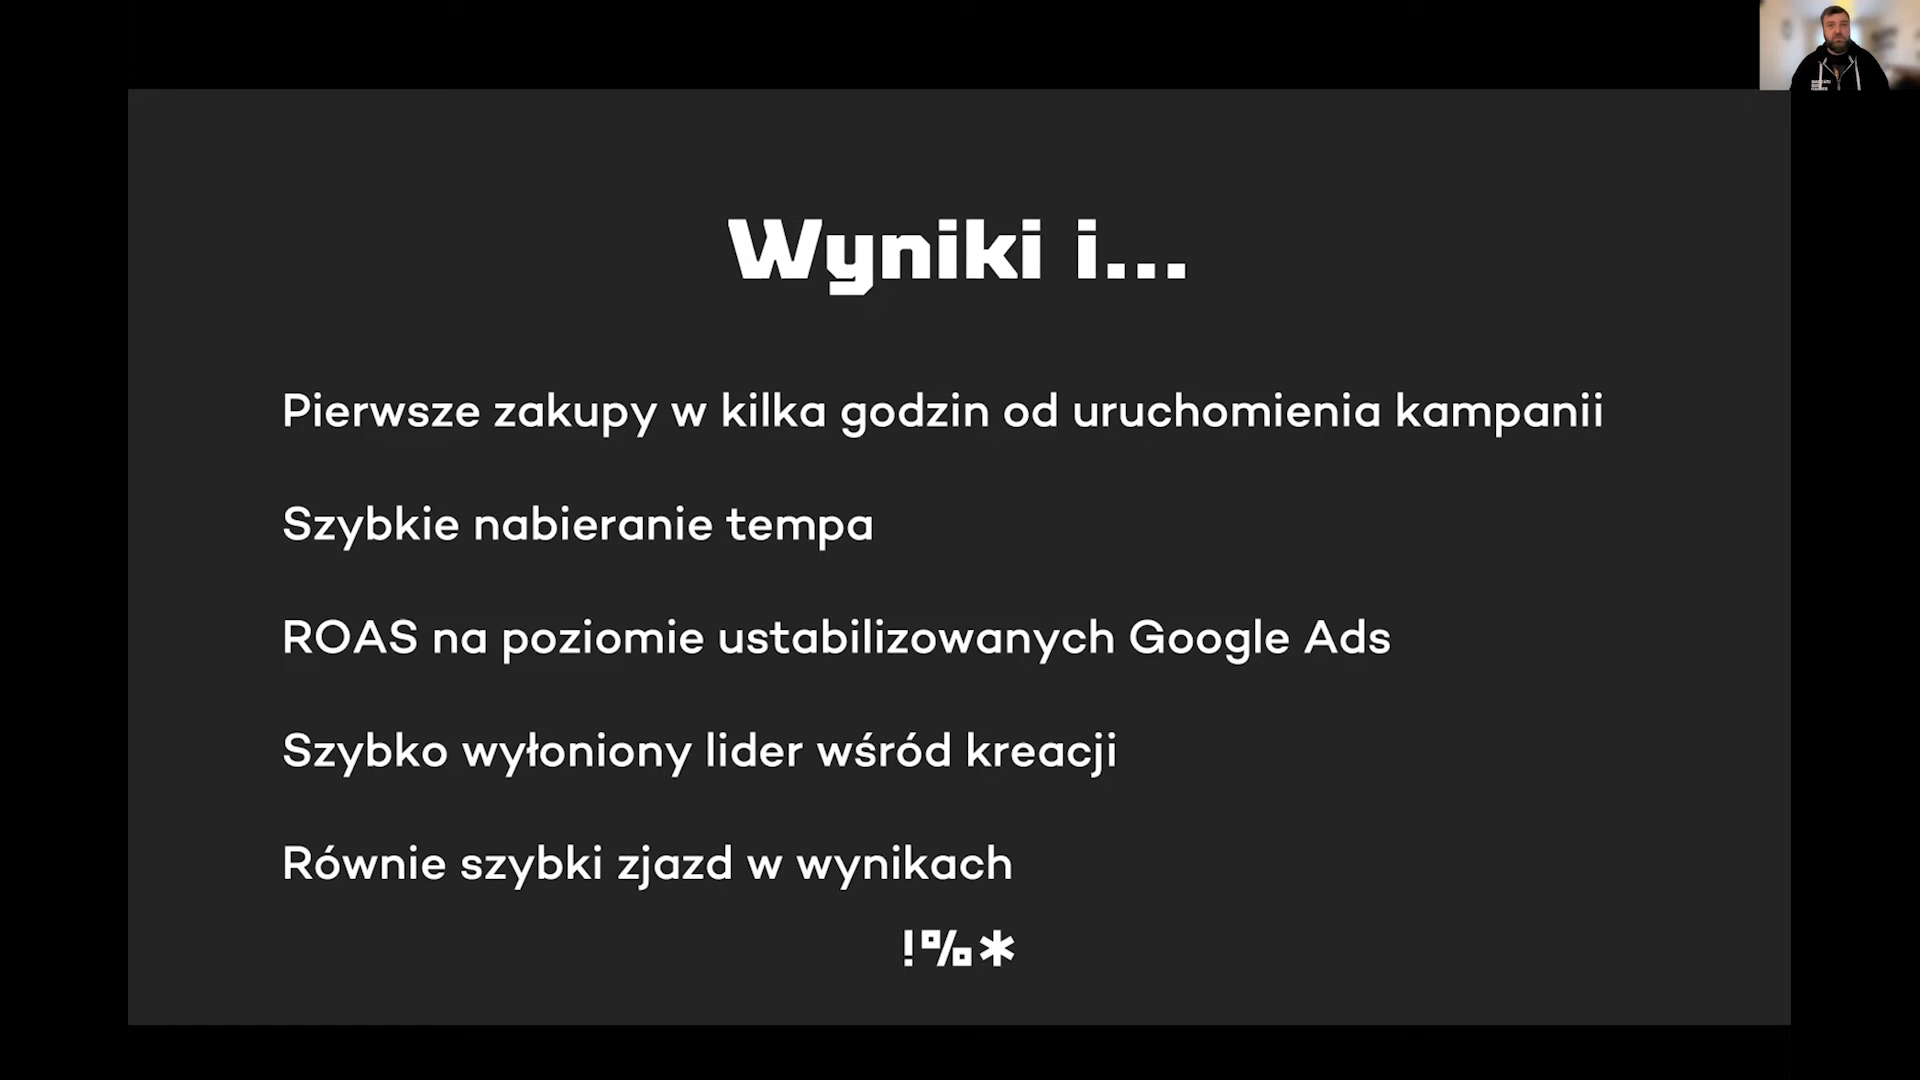 Wyniki i...
Pierwsze zakupy w kilka godzin od uruchomienia kampanii
Szybkie nabieranie tempa
ROAS na poziomie ustabilizowanych Google Ads
Szybko wyłoniony lider wśród kreacji
Równie szybki zjazd w wynikach
!%*